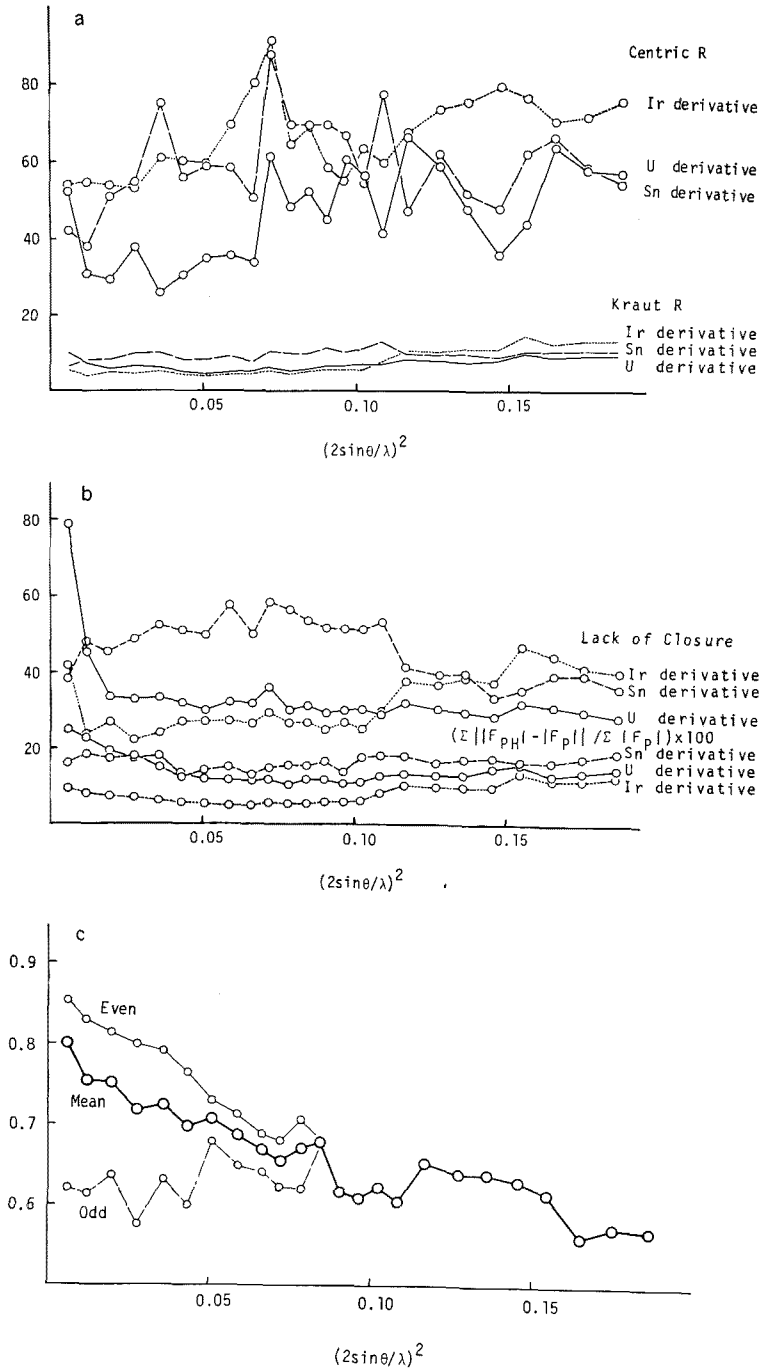 a
Centric R
80
Ir derivative
60
U derivative
Sn derivative
40
Kraut R
20
Ir derivative
Sn derivative
U derivative
0.05 0.10 0.15
(2sinθ/λ)²
b
80
60
Lack of Closure
40
Ir derivative
Sn derivative
U derivative
(Σ||F_PH|-|F_P||/Σ|F_P|)x100
20
Sn derivative
U derivative
Ir derivative
0.05 0.10 0.15
(2sinθ/λ)²
c
0.9
Even
0.8
Mean
0.7
0.6
Odd
0.05 0.10 0.15
(2sinθ/λ)²